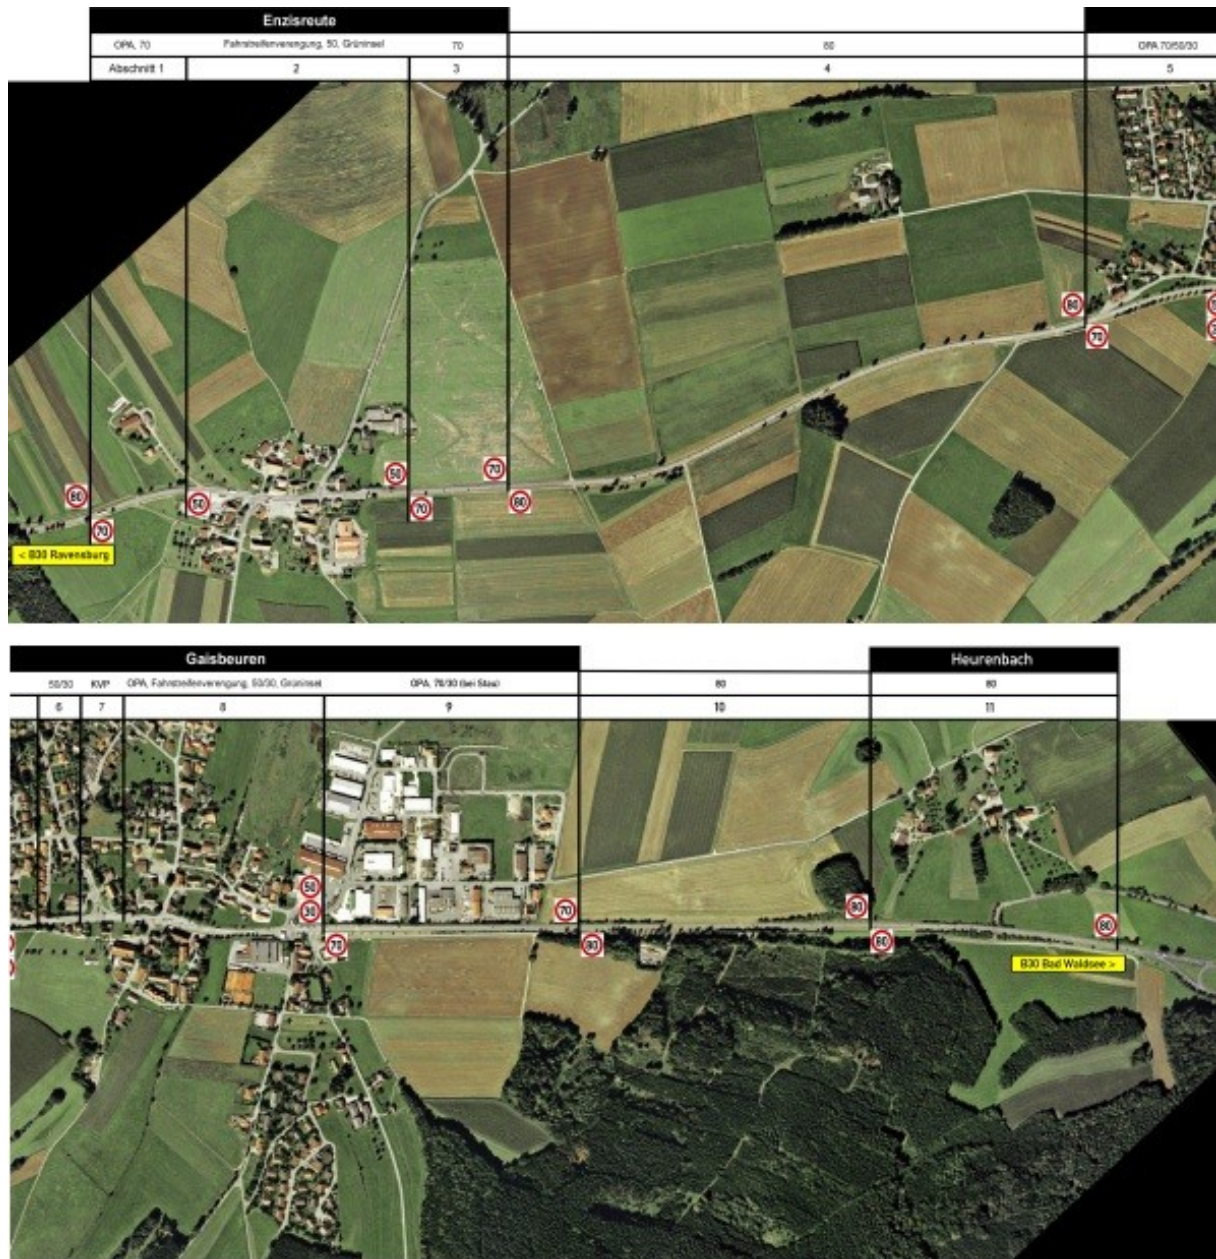 Enzisreute
OPA, 70 Fahrstreifenverengung, 50, Grüninsel 70 80 OPA 70/50/30
Abschnitt 1 2 3 4 5
80
70
50
50
70
70
80
80
70
< B30 Ravensburg
Gaisbeuren Heurenbach
50/30 KVP OPA, Fahrstreifenverengung, 50/30, Grüninsel OPA, 70/30 (bei Stau) 80 80
6 7 8 9 10 11
50
30
70
70
80
80
80
80
B30 Bad Waldsee >